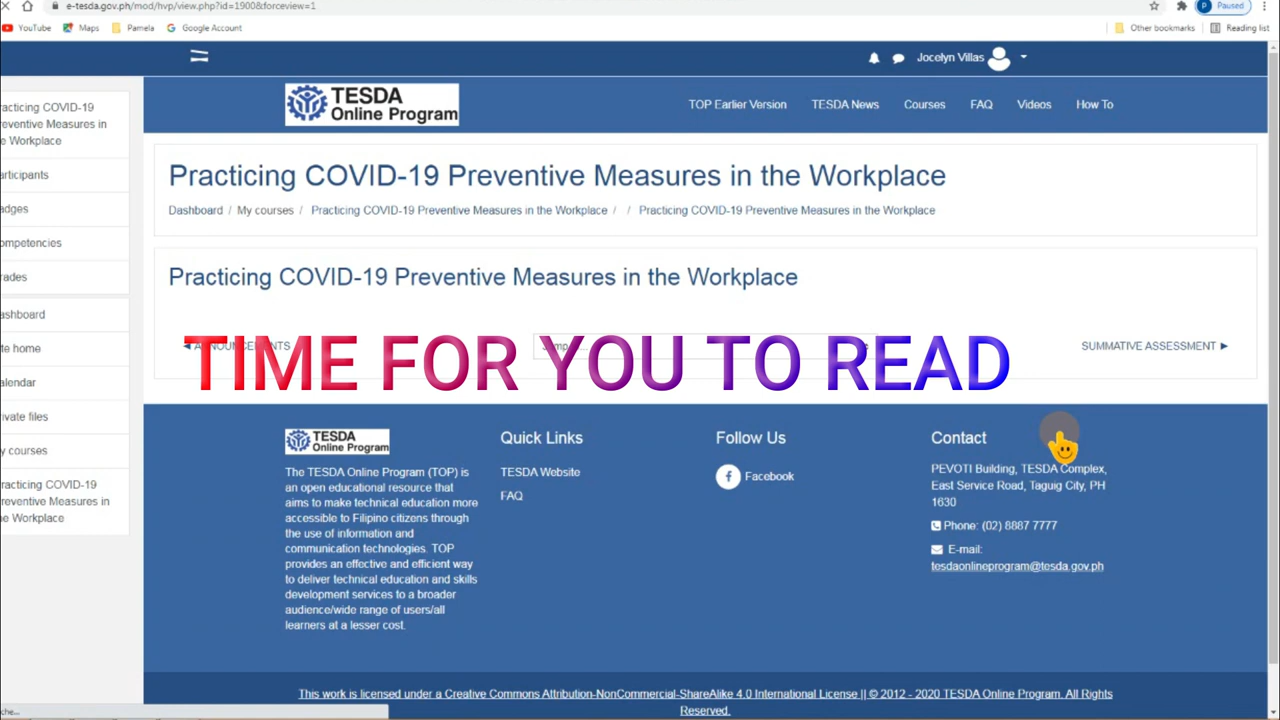 e-tesda.gov.ph/mod/hvp/view.php?id=1900&forceview=1
Paused
YouTube
Maps
Pamela
Google Account
Other bookmarks
Reading list
Jocelyn Villas
TESDA
Online Program
TOP Earlier Version
TESDA News
Courses
FAQ
Videos
How To
racticing COVID-19
reventive Measures in
e Workplace
articipants
adges
ompetencies
rades
ashboard
te home
alendar
rivate files
y courses
racticing COVID-19
reventive Measures in
he Workplace
Practicing COVID-19 Preventive Measures in the Workplace
Dashboard / My courses / Practicing COVID-19 Preventive Measures in the Workplace / / Practicing COVID-19 Preventive Measures in the Workplace
Practicing COVID-19 Preventive Measures in the Workplace
◄ ANNOUNCEMENTS
SUMMATIVE ASSESSMENT ►
TIME FOR YOU TO READ
TESDA
Online Program
The TESDA Online Program (TOP) is
an open educational resource that
aims to make technical education more
accessible to Filipino citizens through
the use of information and
communication technologies. TOP
provides an effective and efficient way
to deliver technical education and skills
development services to a broader
audience/wide range of users/all
learners at a lesser cost.
Quick Links
TESDA Website
FAQ
Follow Us
Facebook
Contact
PEVOTI Building, TESDA Complex,
East Service Road, Taguig City, PH
1630
Phone: (02) 8887 7777
E-mail:
tesdaonlineprogram@tesda.gov.ph
This work is licensed under a Creative Commons Attribution-NonCommercial-ShareAlike 4.0 International License || © 2012 - 2020 TESDA Online Program. All Rights
Reserved.
che...